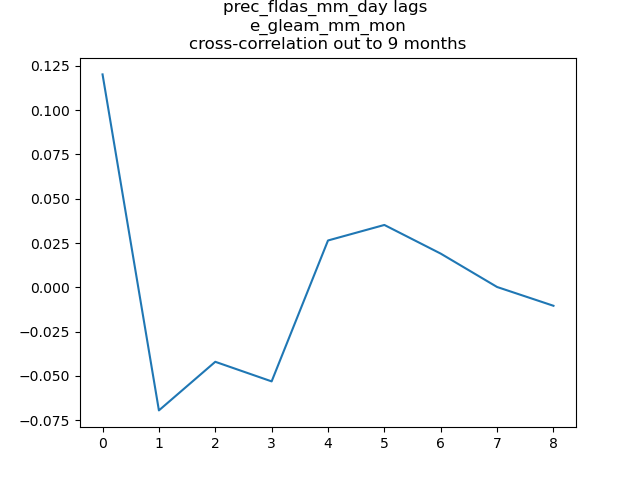 prec_fldas_mm_day lags
e_gleam_mm_mon
cross-correlation out to 9 months
0.125
0.100
0.075
0.050
0.025
0.000
−0.025
−0.050
−0.075
0 1 2 3 4 5 6 7 8